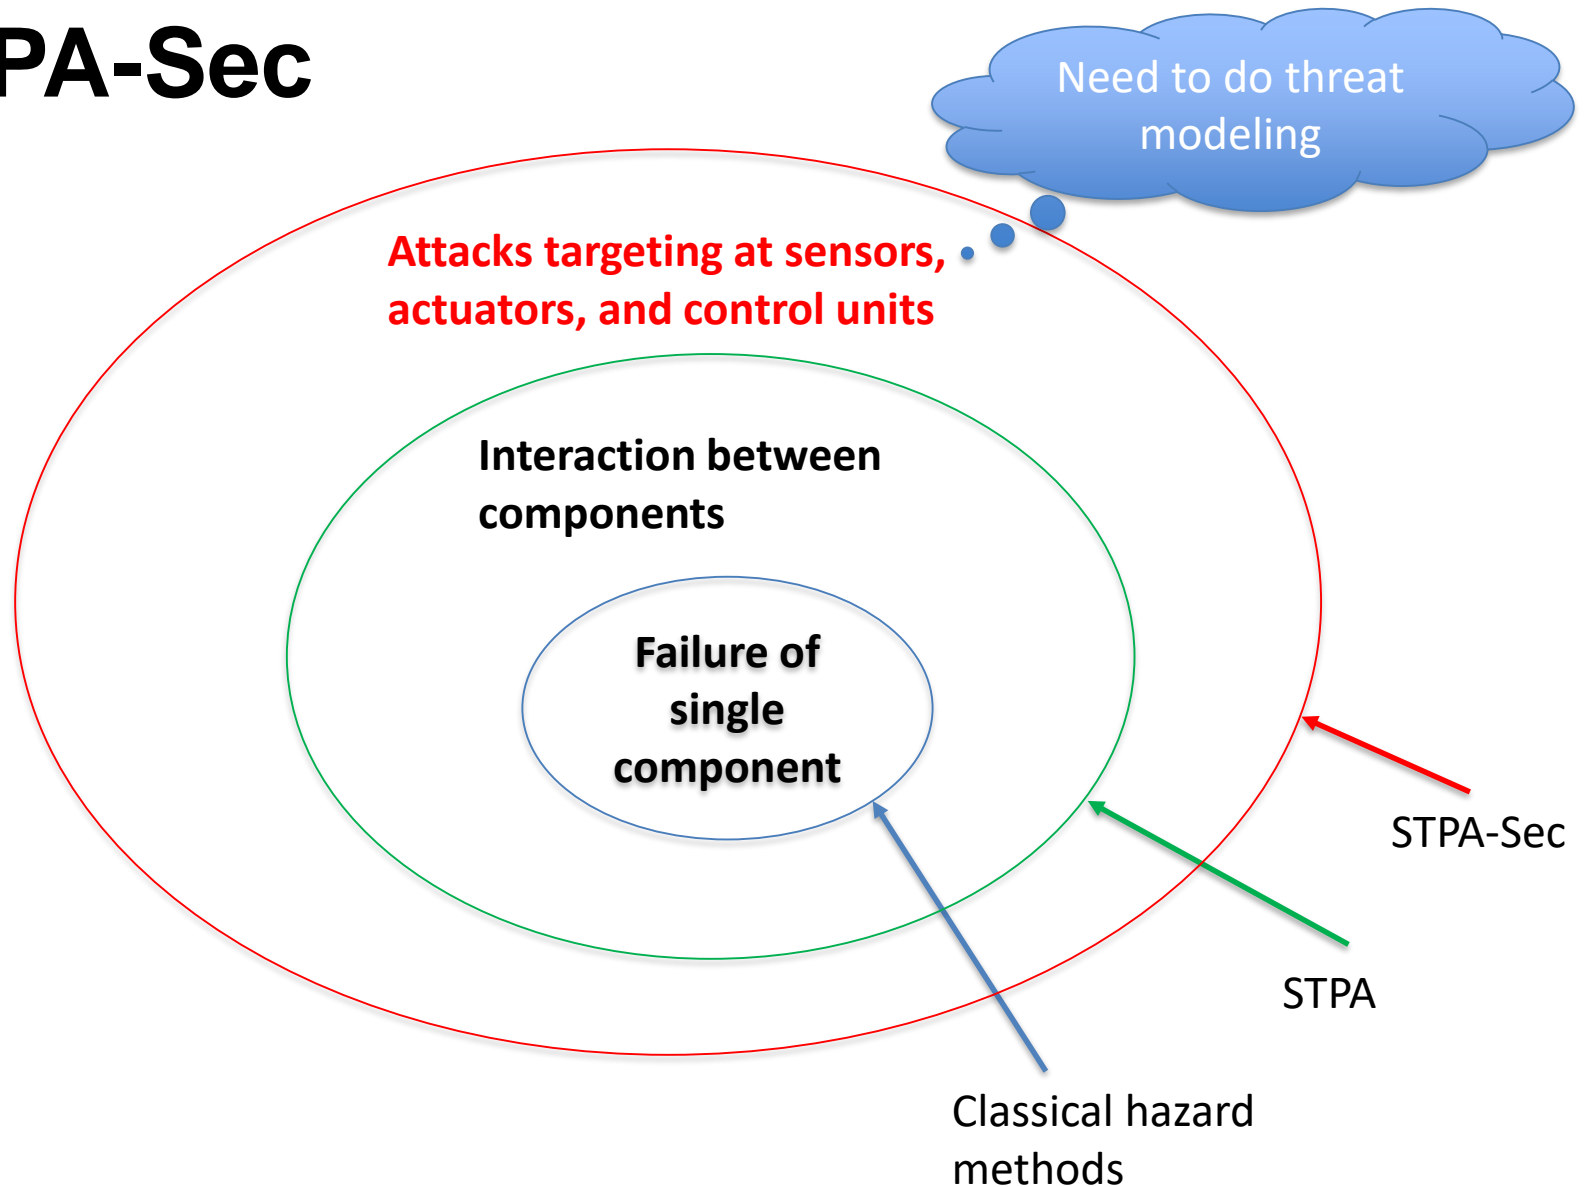 PA-Sec
Need to do threat
modeling
Attacks targeting at sensors,
actuators, and control units
Interaction between
components
Failure of
single
component
STPA-Sec
STPA
Classical hazard
methods